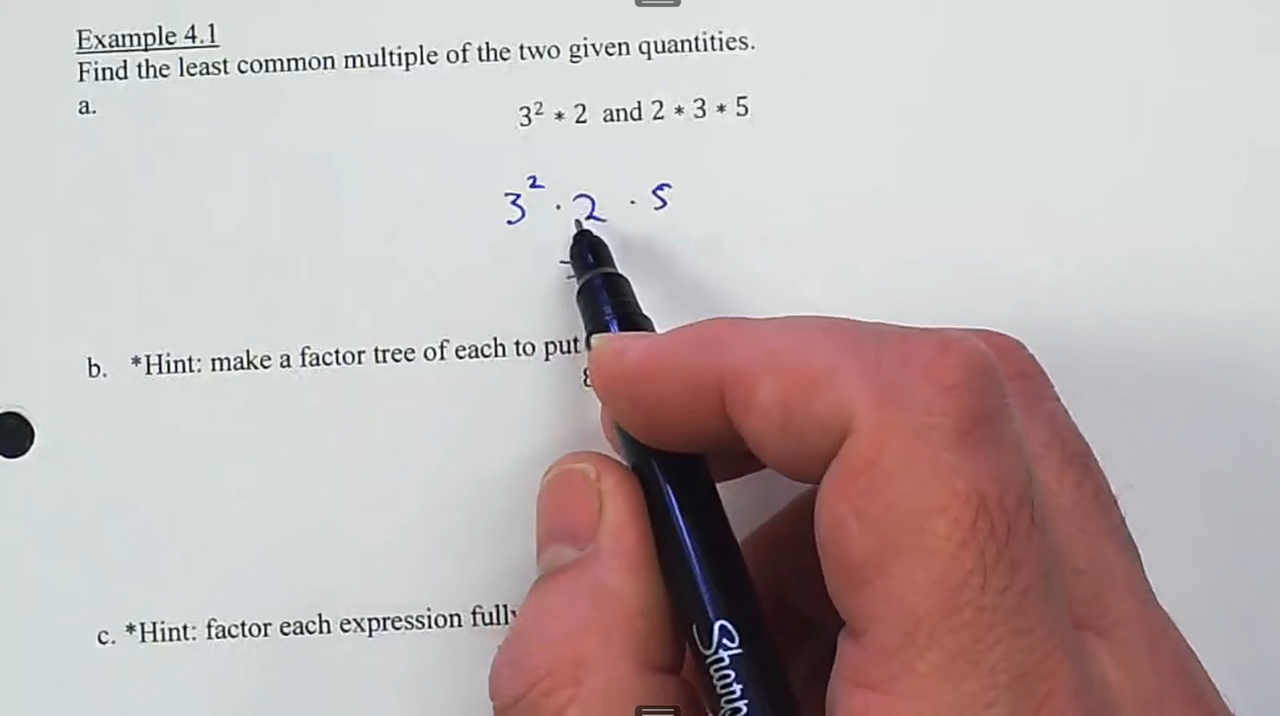 Example 4.1
Find the least common multiple of the two given quantities.
a.
3² * 2 and 2 * 3 * 5
3² · 2 · 5
b. *Hint: make a factor tree of each to put
c. *Hint: factor each expression
Sharp